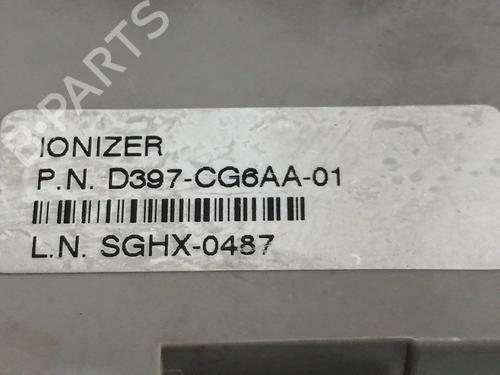 B-PARTS
IONIZER
P.N. D397-CG6AA-01
L.N. SGHX-0487